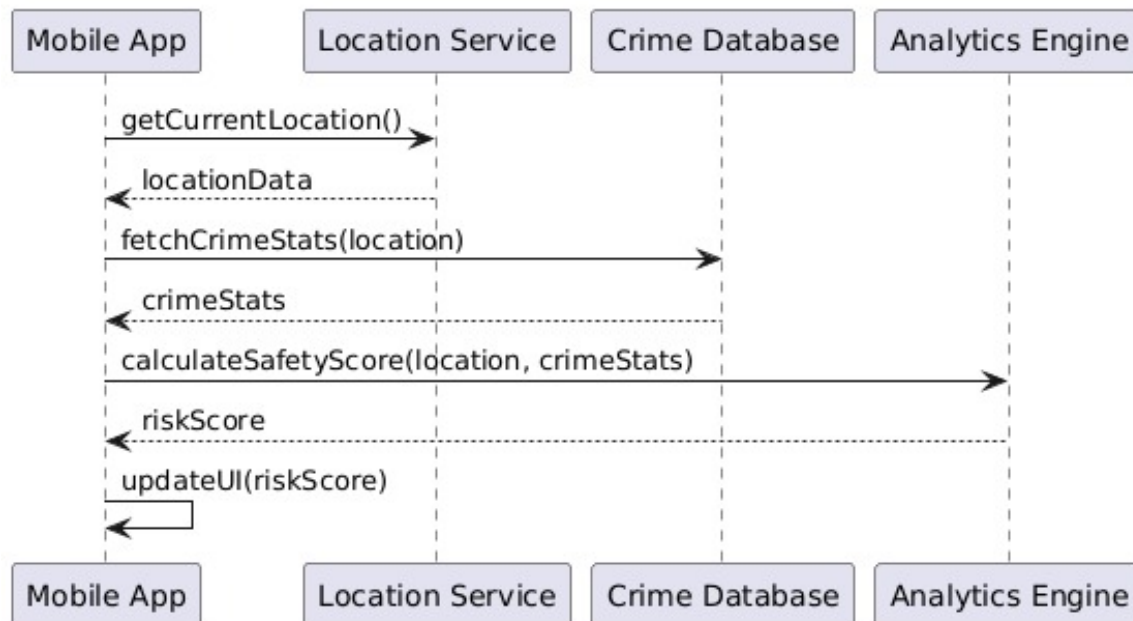 Mobile App
Location Service
Crime Database
Analytics Engine
getCurrentLocation()
locationData
fetchCrimeStats(location)
crimeStats
calculateSafetyScore(location, crimeStats)
riskScore
updateUI(riskScore)
Mobile App
Location Service
Crime Database
Analytics Engine